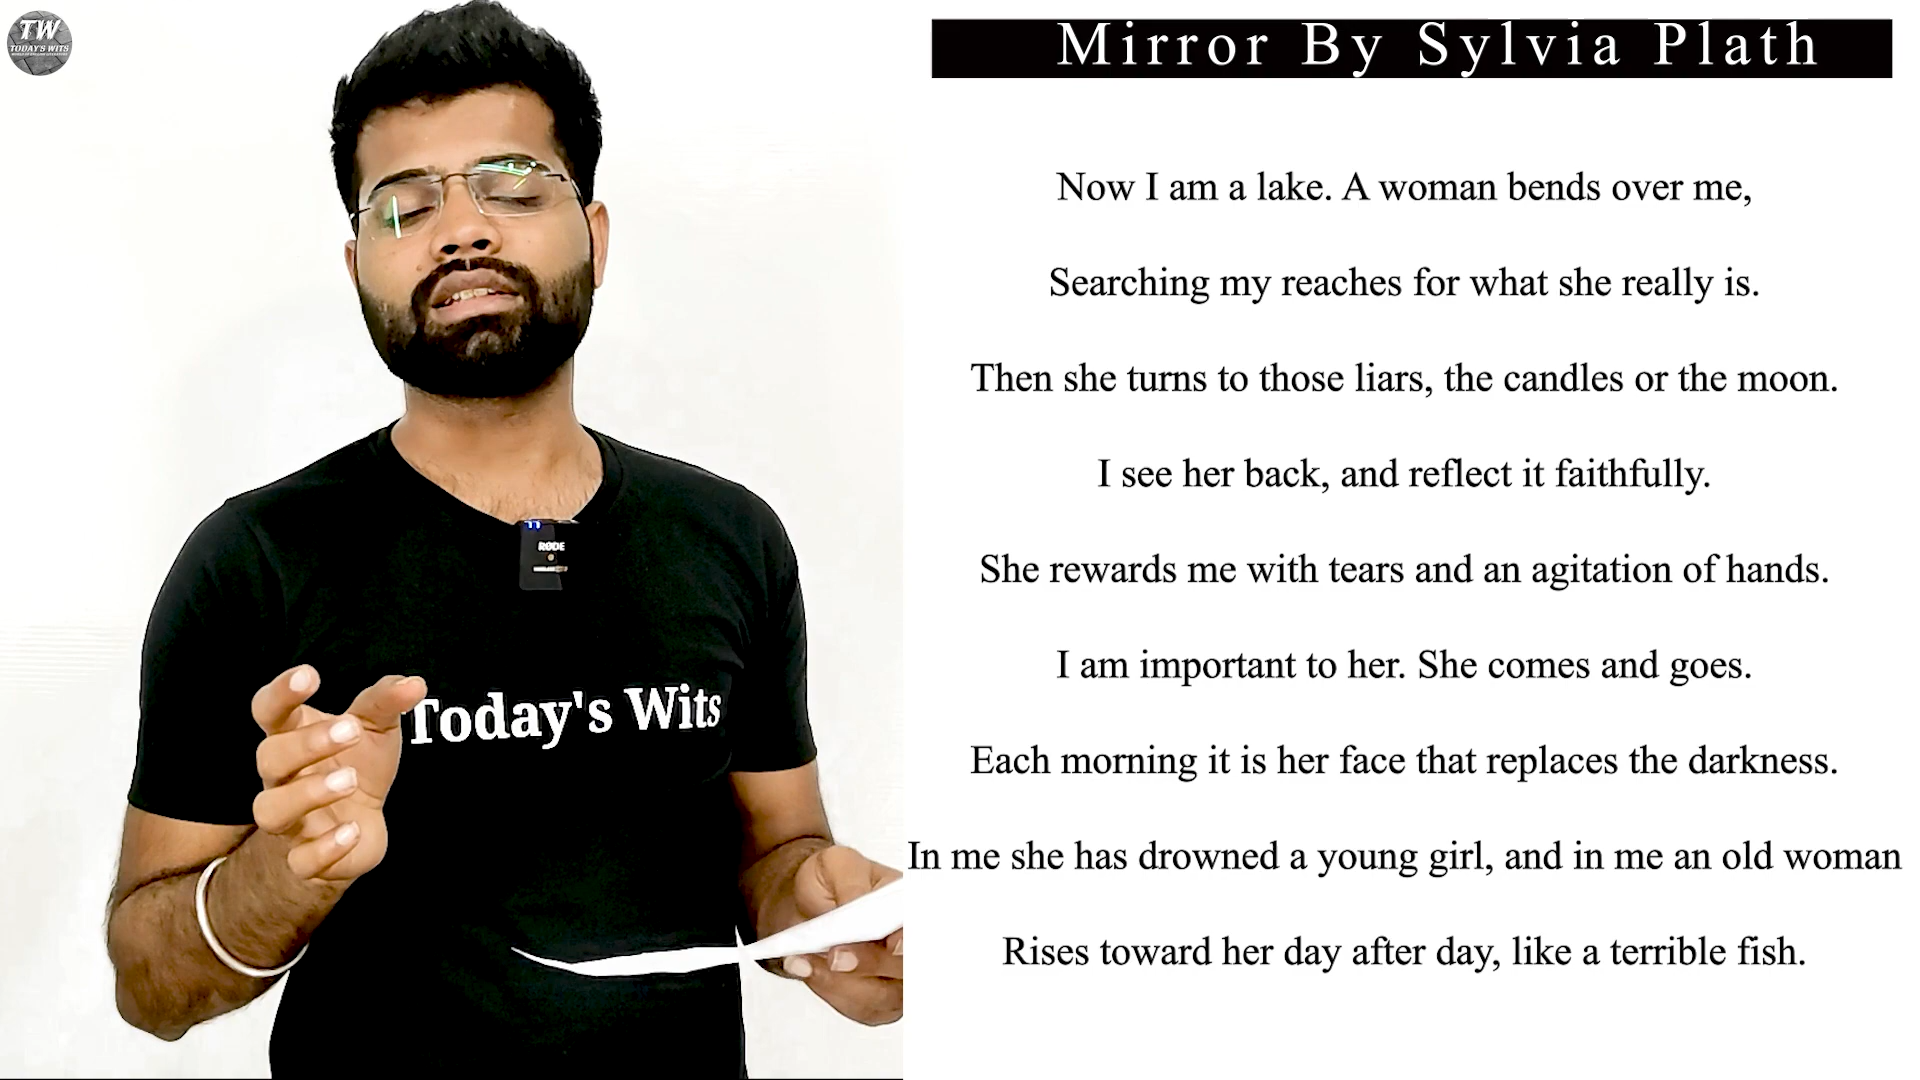 TW
TODAY'S WITS
Mirror By Sylvia Plath
Now I am a lake. A woman bends over me,
Searching my reaches for what she really is.
Then she turns to those liars, the candles or the moon.
I see her back, and reflect it faithfully.
She rewards me with tears and an agitation of hands.
I am important to her. She comes and goes.
Each morning it is her face that replaces the darkness.
In me she has drowned a young girl, and in me an old woman
Rises toward her day after day, like a terrible fish.
RØDE
Today's Wits